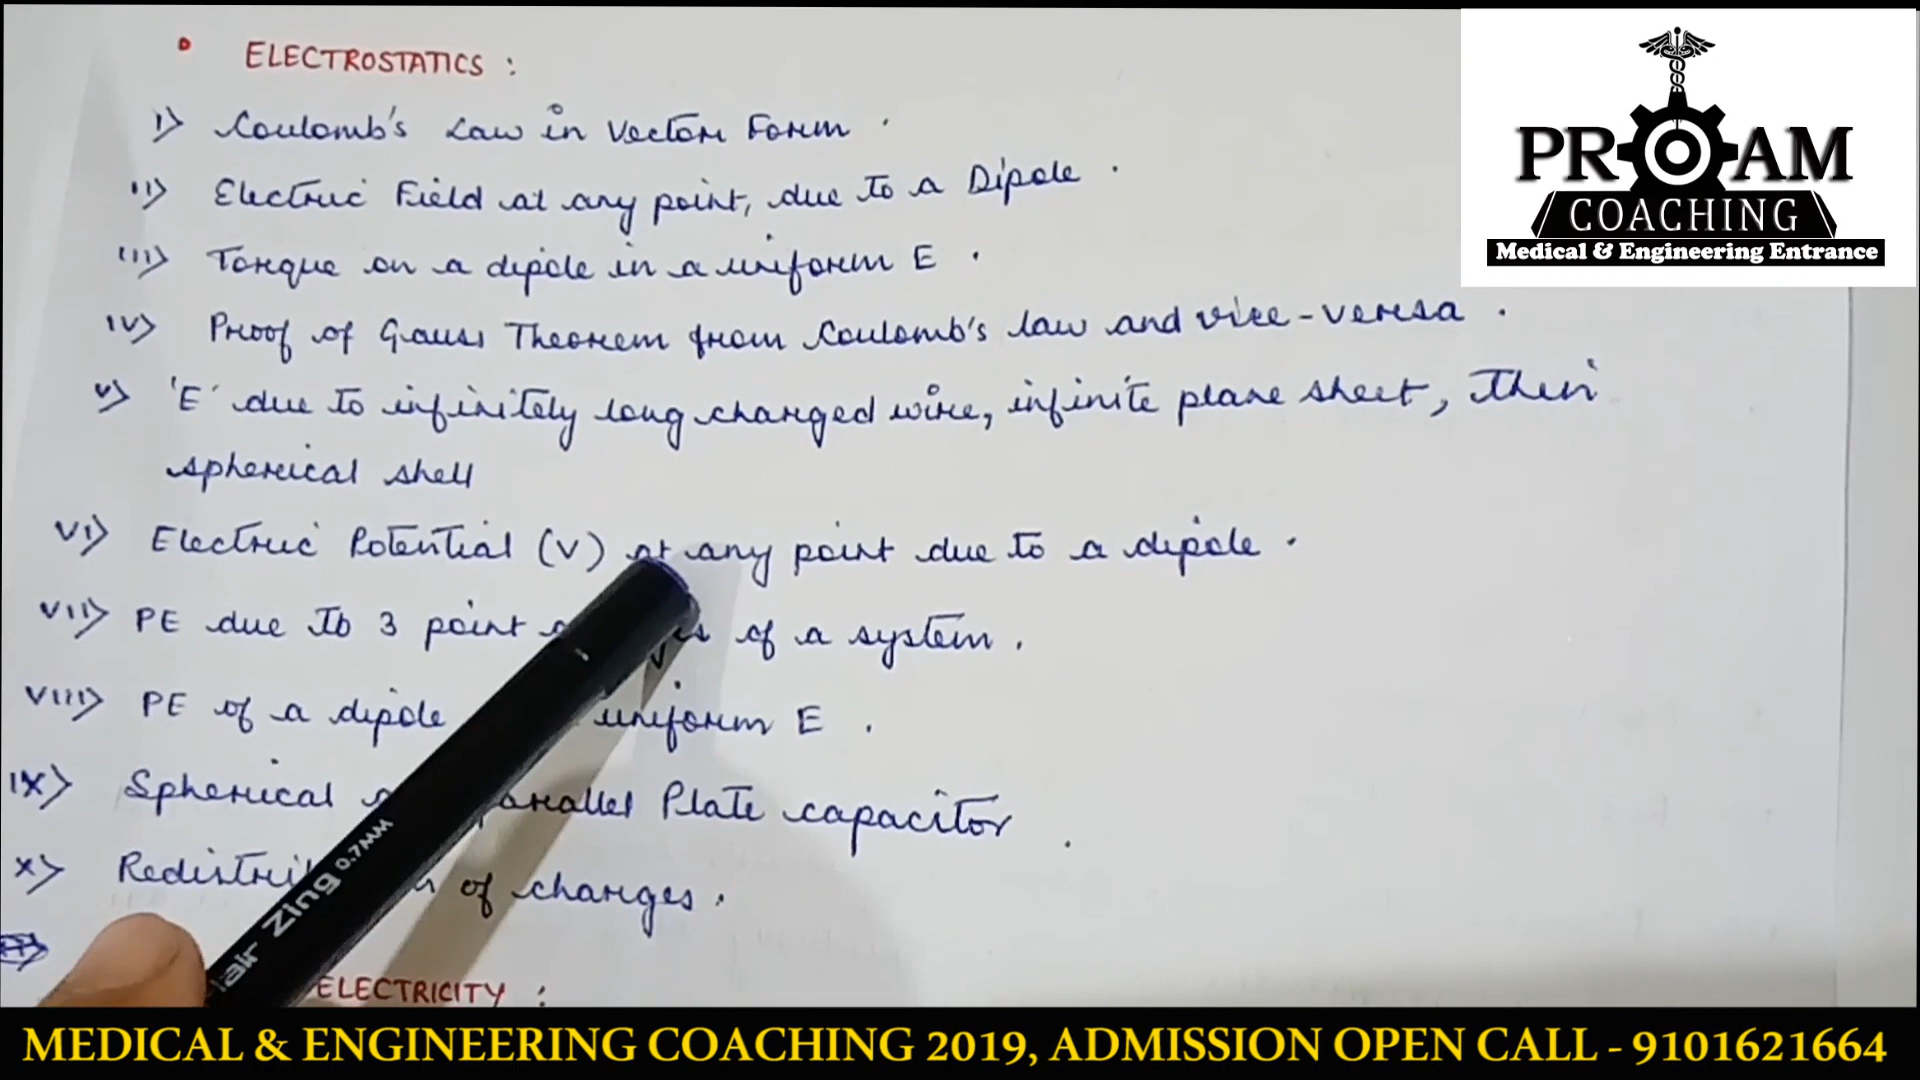 • ELECTROSTATICS :
I> Coulomb's Law in Vector Form .
II> Electric Field at any point, due to a Dipole .
III> Torque on a dipole in a uniform E .
IV> Proof of Gauss Theorem from Coulomb's law and vice-versa .
V> 'E' due to infinitely long charged wire, infinite plane sheet, thin
spherical shell
VI> Electric Potential (V) at any point due to a dipole .
VII> PE due to 3 point of a system .
VIII> PE of a dipole uniform E .
IX> Spherical Parallel Plate capacitor .
X> of charges .
ELECTRICITY :
Zing 0.7MM
PROAM
COACHING
Medical & Engineering Entrance
MEDICAL & ENGINEERING COACHING 2019, ADMISSION OPEN CALL - 9101621664